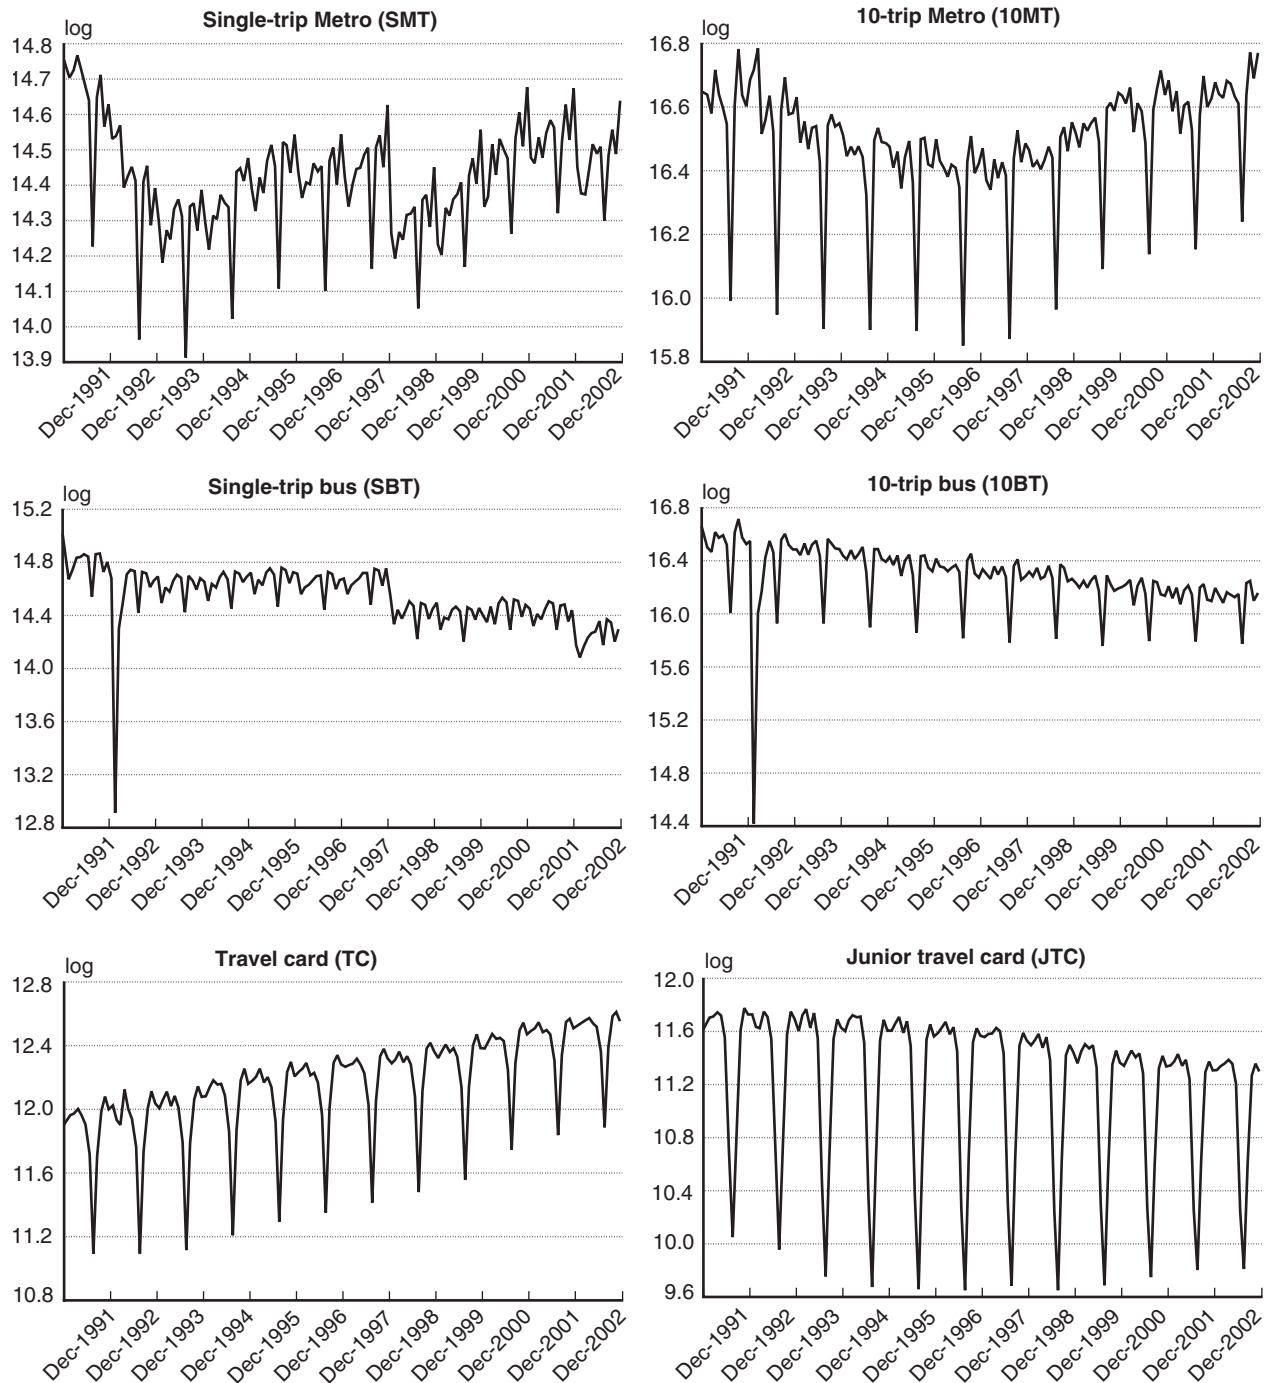 Single-trip Metro (SMT)
log
14.8
14.7
14.6
14.5
14.4
14.3
14.2
14.1
14.0
13.9
Dec-1991
Dec-1992
Dec-1993
Dec-1994
Dec-1995
Dec-1996
Dec-1997
Dec-1998
Dec-1999
Dec-2000
Dec-2001
Dec-2002
10-trip Metro (10MT)
log
16.8
16.6
16.4
16.2
16.0
15.8
Dec-1991
Dec-1992
Dec-1993
Dec-1994
Dec-1995
Dec-1996
Dec-1997
Dec-1998
Dec-1999
Dec-2000
Dec-2001
Dec-2002
Single-trip bus (SBT)
log
15.2
14.8
14.4
14.0
13.6
13.2
12.8
Dec-1991
Dec-1992
Dec-1993
Dec-1994
Dec-1995
Dec-1996
Dec-1997
Dec-1998
Dec-1999
Dec-2000
Dec-2001
Dec-2002
10-trip bus (10BT)
log
16.8
16.4
16.0
15.6
15.2
14.8
14.4
Dec-1991
Dec-1992
Dec-1993
Dec-1994
Dec-1995
Dec-1996
Dec-1997
Dec-1998
Dec-1999
Dec-2000
Dec-2001
Dec-2002
Travel card (TC)
log
12.8
12.4
12.0
11.6
11.2
10.8
Dec-1991
Dec-1992
Dec-1993
Dec-1994
Dec-1995
Dec-1996
Dec-1997
Dec-1998
Dec-1999
Dec-2000
Dec-2001
Dec-2002
Junior travel card (JTC)
log
12.0
11.6
11.2
10.8
10.4
10.0
9.6
Dec-1991
Dec-1992
Dec-1993
Dec-1994
Dec-1995
Dec-1996
Dec-1997
Dec-1998
Dec-1999
Dec-2000
Dec-2001
Dec-2002